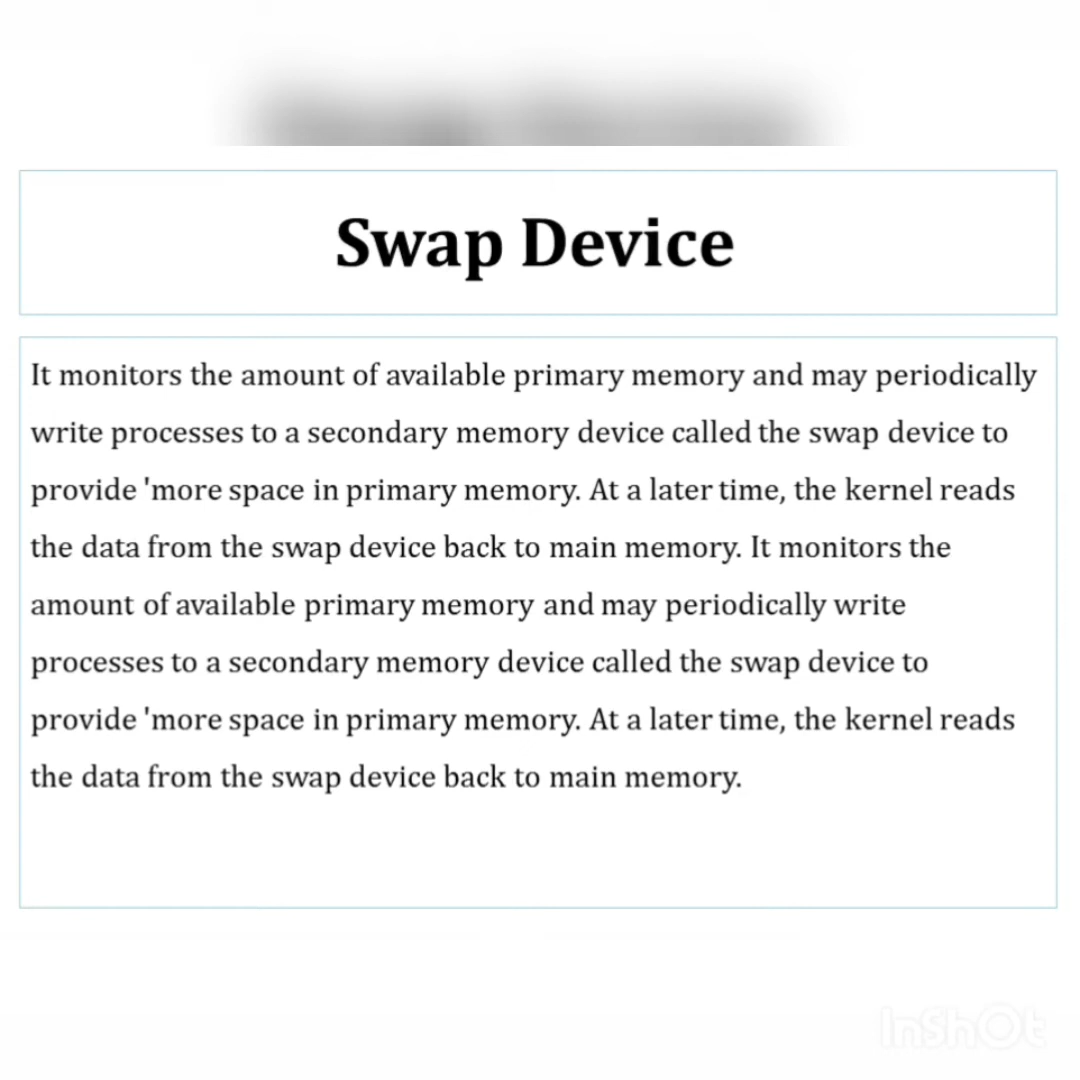 Swap Device
It monitors the amount of available primary memory and may periodically
write processes to a secondary memory device called the swap device to
provide 'more space in primary memory. At a later time, the kernel reads
the data from the swap device back to main memory. It monitors the
amount of available primary memory and may periodically write
processes to a secondary memory device called the swap device to
provide 'more space in primary memory. At a later time, the kernel reads
the data from the swap device back to main memory.
InShOt